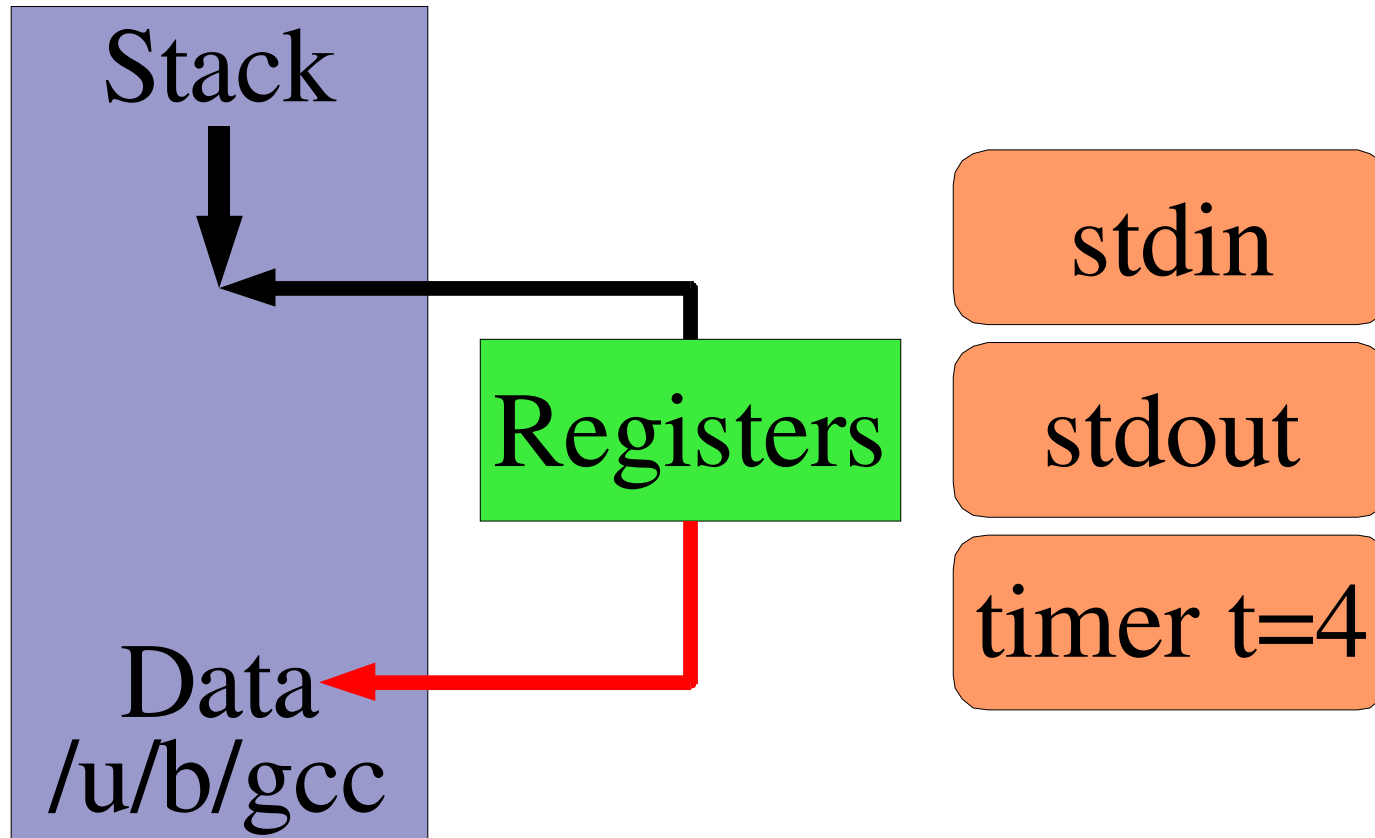 Stack
Registers
Data
/u/b/gcc
stdin
stdout
timer t=4